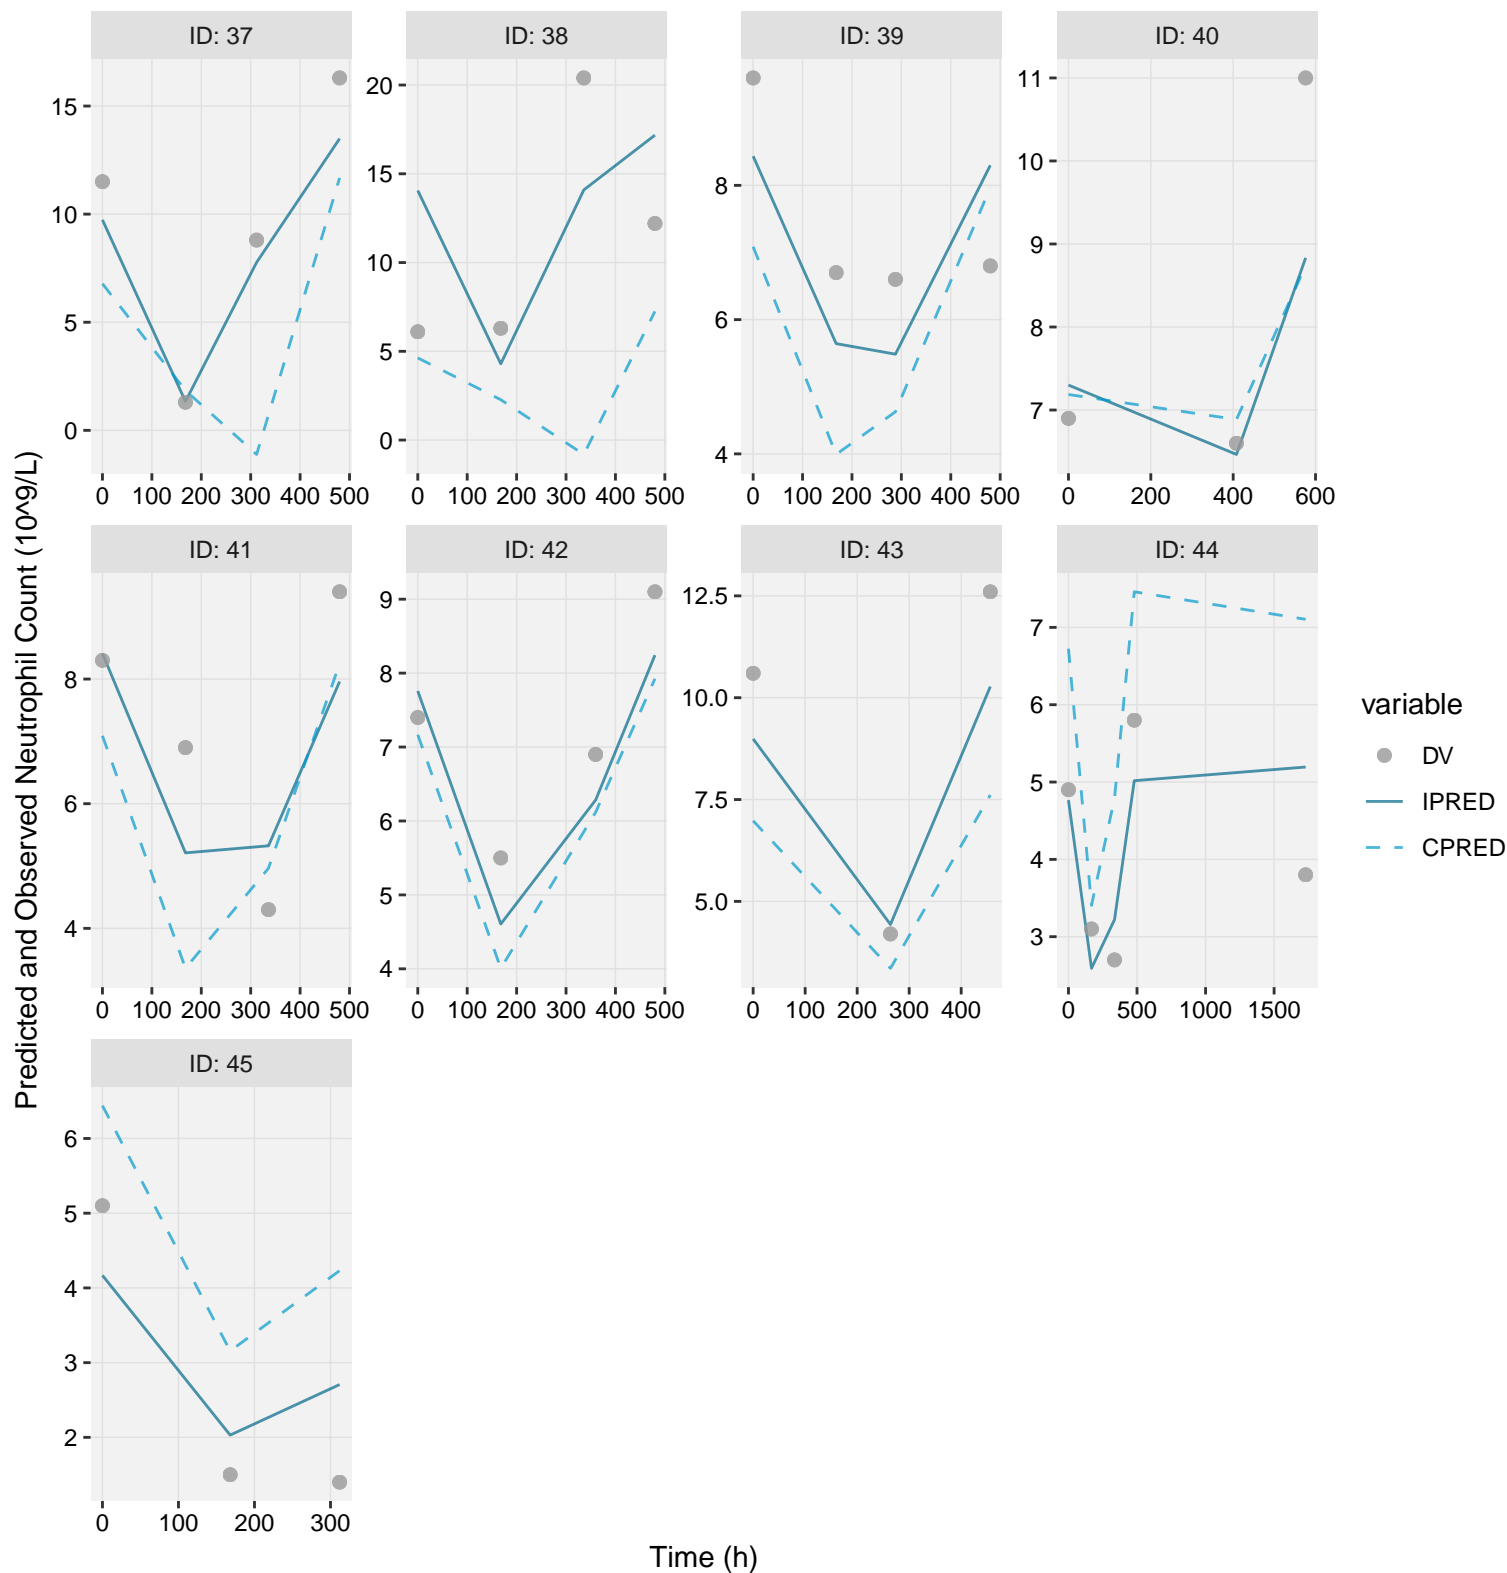 ID: 37
ID: 38
ID: 39
ID: 40
15
10
5
0
0 100 200 300 400 500
20
15
10
5
0
0 100 200 300 400 500
8
6
4
0 100 200 300 400 500
11
10
9
8
7
0 200 400 600
ID: 41
ID: 42
ID: 43
ID: 44
8
6
4
0 100 200 300 400 500
9
8
7
6
5
4
0 100 200 300 400 500
12.5
10.0
7.5
5.0
0 100 200 300 400
7
6
5
4
3
0 500 1000 1500
ID: 45
6
5
4
3
2
0 100 200 300
Predicted and Observed Neutrophil Count (10^9/L)
Time (h)
variable
DV
IPRED
CPRED